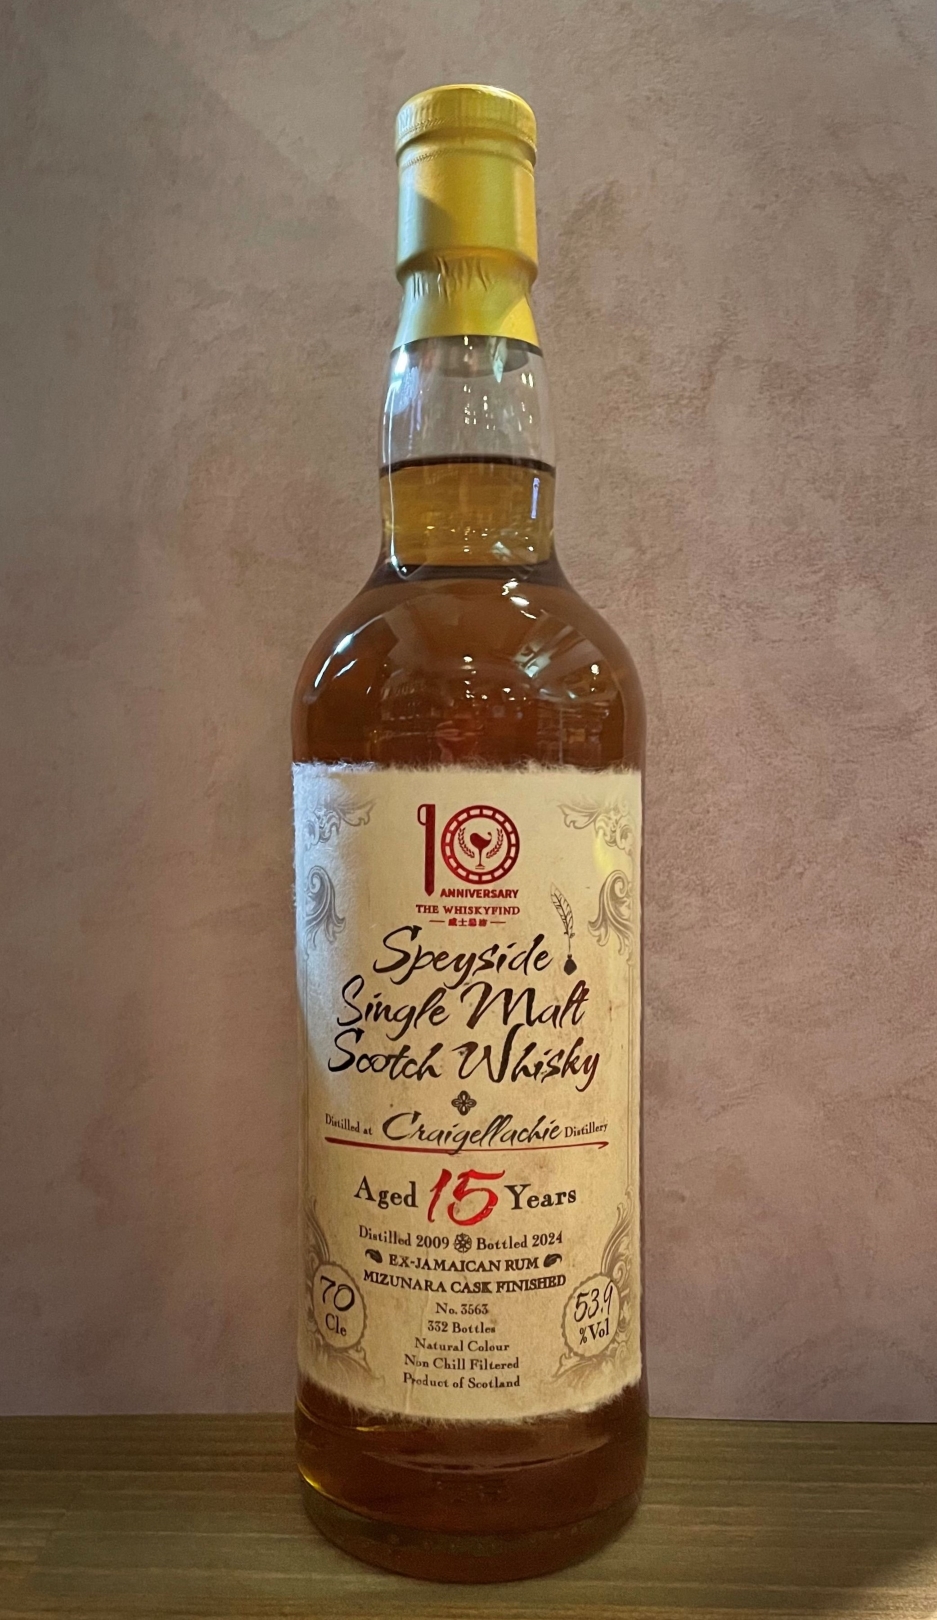 10
ANNIVERSARY
THE WHISKYFIND
Speyside
Single Malt
Scotch Whisky
Distilled at Craigellachie Distillery
Aged 15 Years
Distilled 2009 Bottled 2024
EX-JAMAICAN RUM
MIZUNARA CASK FINISHED
70
Cle
53.9
%Vol
No. 3563
332 Bottles
Natural Colour
Non Chill Filtered
Product of Scotland